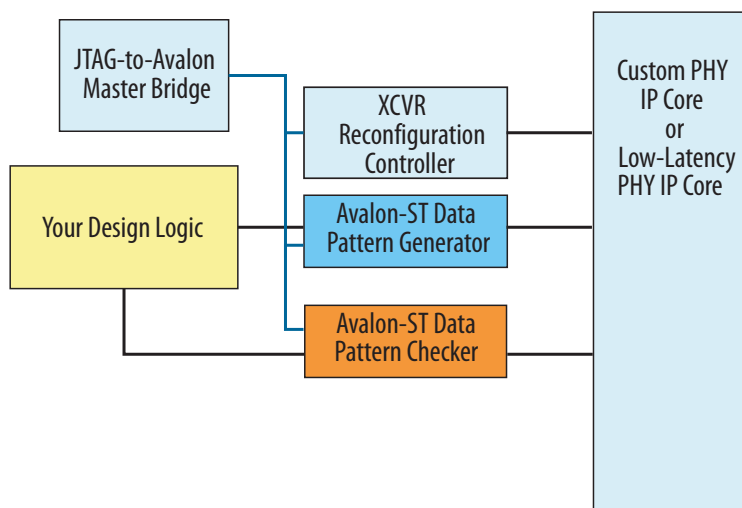 JTAG-to-Avalon
Master Bridge
XCVR
Reconfiguration
Controller
Custom PHY
IP Core
or
Low-Latency
PHY IP Core
Your Design Logic
Avalon-ST Data
Pattern Generator
Avalon-ST Data
Pattern Checker